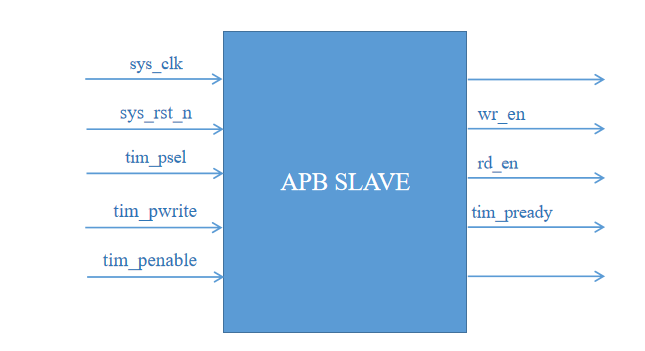 sys_clk
sys_rst_n
tim_psel
tim_pwrite
tim_penable
APB SLAVE
wr_en
rd_en
tim_pready